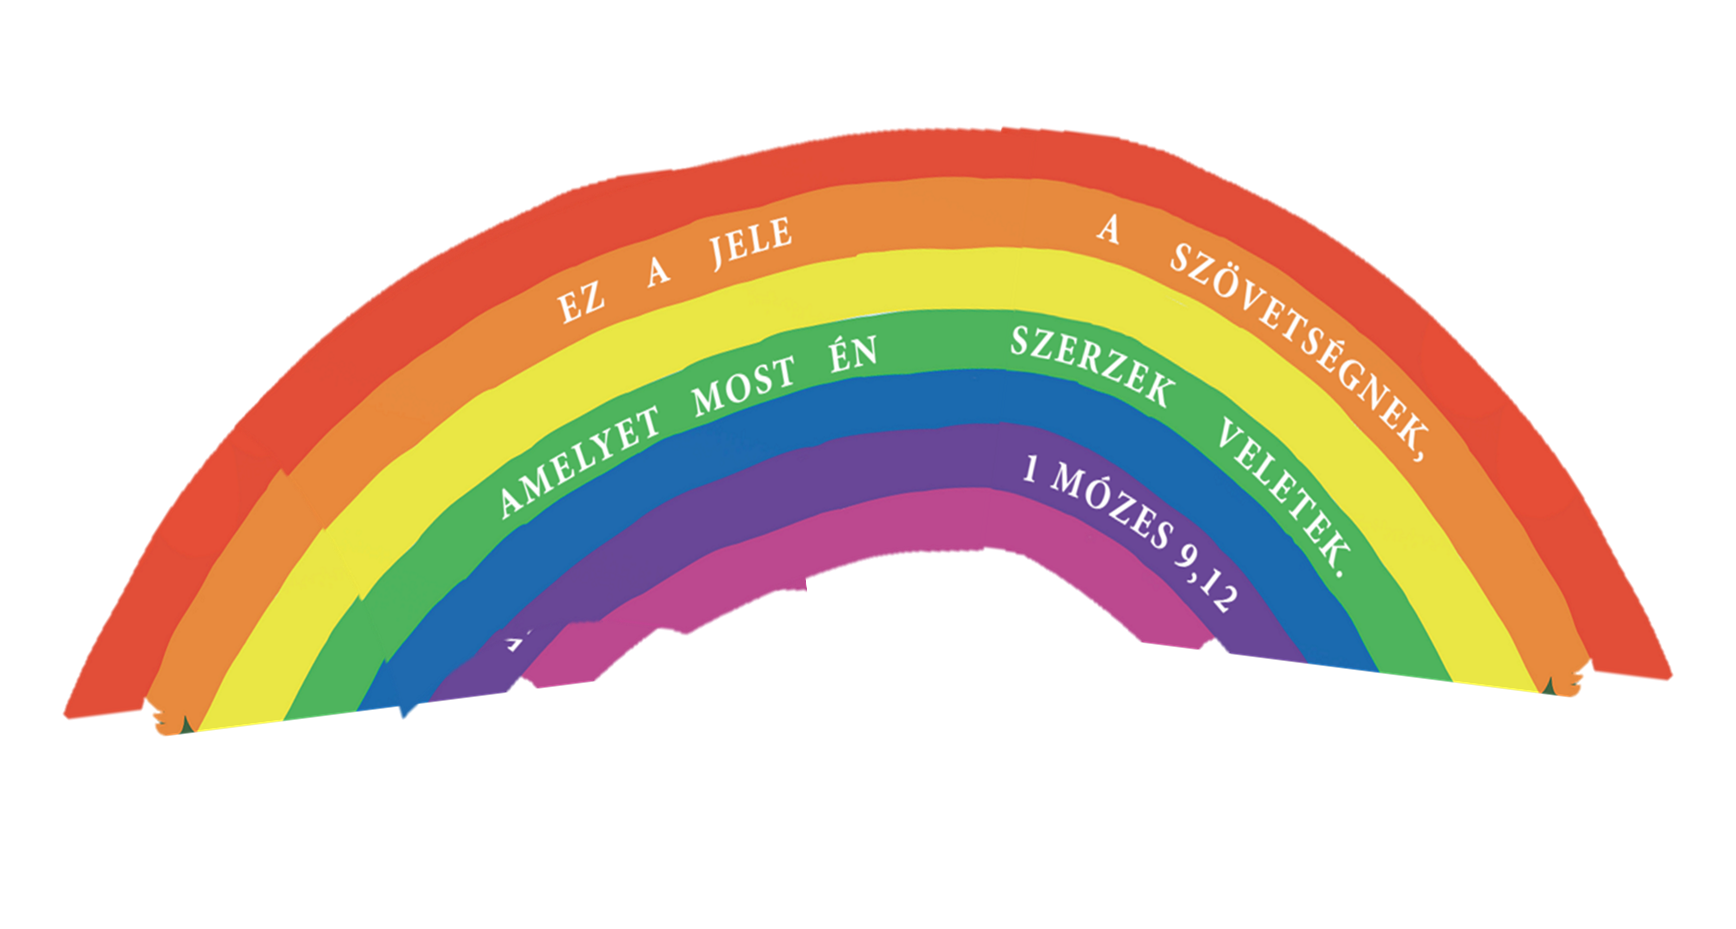 EZ A JELE A SZÖVETSÉGNEK,
AMELYET MOST ÉN SZERZEK VELETEK.
1 MÓZES 9,12